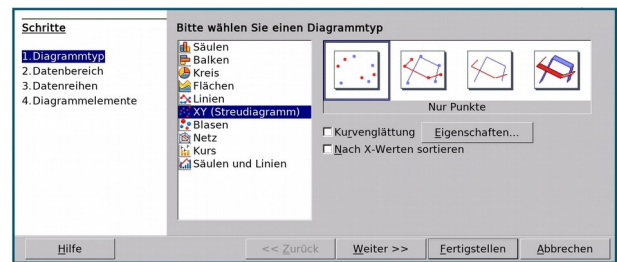 Schritte
1.Diagrammtyp
2.Datenbereich
3.Datenreihen
4.Diagrammelemente
Bitte wählen Sie einen Diagrammtyp
Säulen
Balken
Kreis
Flächen
Linien
XY (Streudiagramm)
Blasen
Netz
Kurs
Säulen und Linien
Nur Punkte
Kurvenglättung
Eigenschaften...
Nach X-Werten sortieren
Hilfe
<< Zurück
Weiter >>
Fertigstellen
Abbrechen